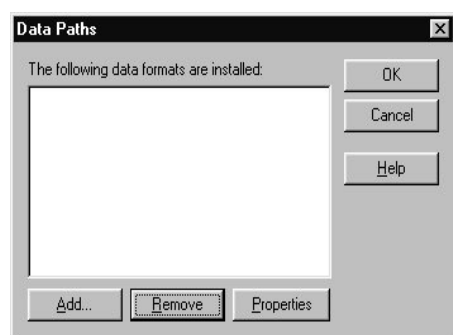 Data Paths
The following data formats are installed:
OK
Cancel
Help
Add... Remove Properties